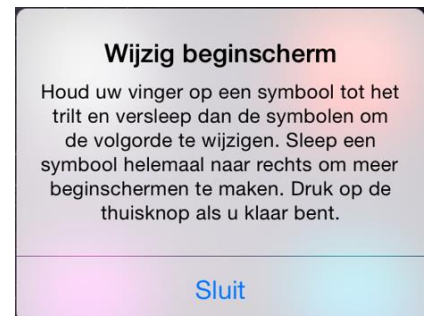 Wijzig beginscherm
Houd uw vinger op een symbool tot het
trilt en versleep dan de symbolen om
de volgorde te wijzigen. Sleep een
symbool helemaal naar rechts om meer
beginschermen te maken. Druk op de
thuisknop als u klaar bent.
Sluit